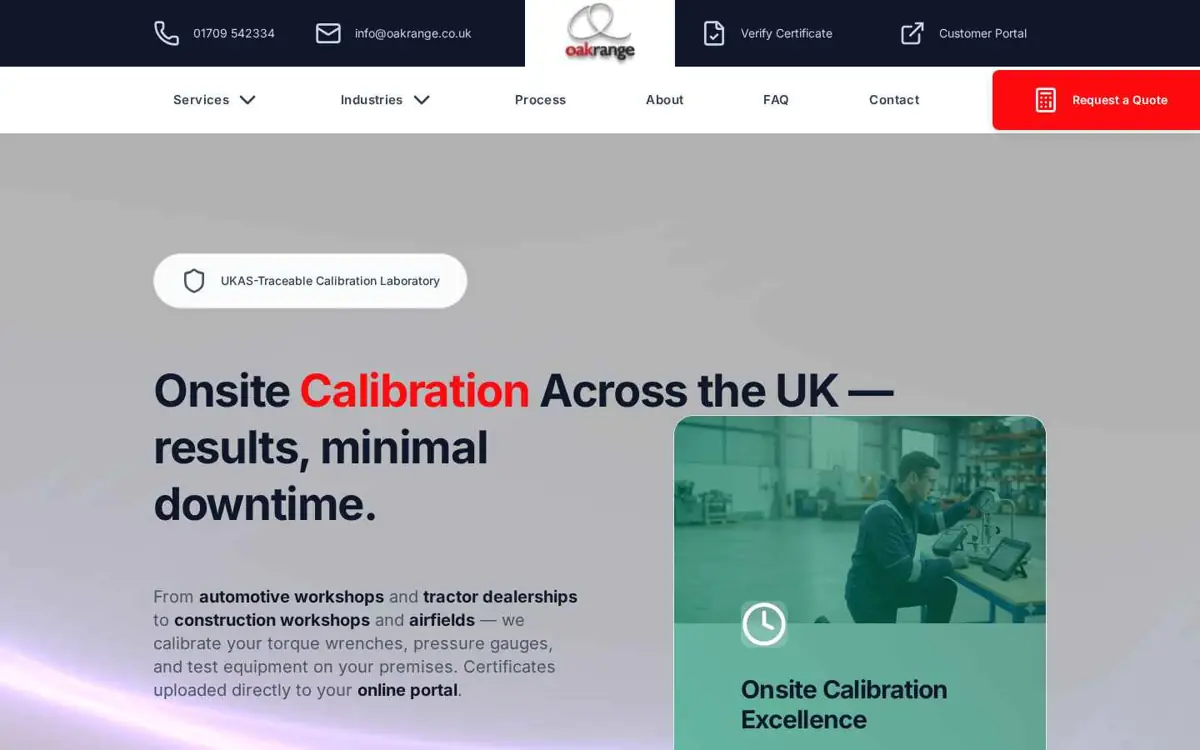 01709 542334
info@oakrange.co.uk
oakrange
Verify Certificate
Customer Portal
Services
Industries
Process
About
FAQ
Contact
Request a Quote
UKAS-Traceable Calibration Laboratory
Onsite Calibration Across the UK —
results, minimal
downtime.
From automotive workshops and tractor dealerships
to construction workshops and airfields — we
calibrate your torque wrenches, pressure gauges,
and test equipment on your premises. Certificates
uploaded directly to your online portal.
Onsite Calibration
Excellence